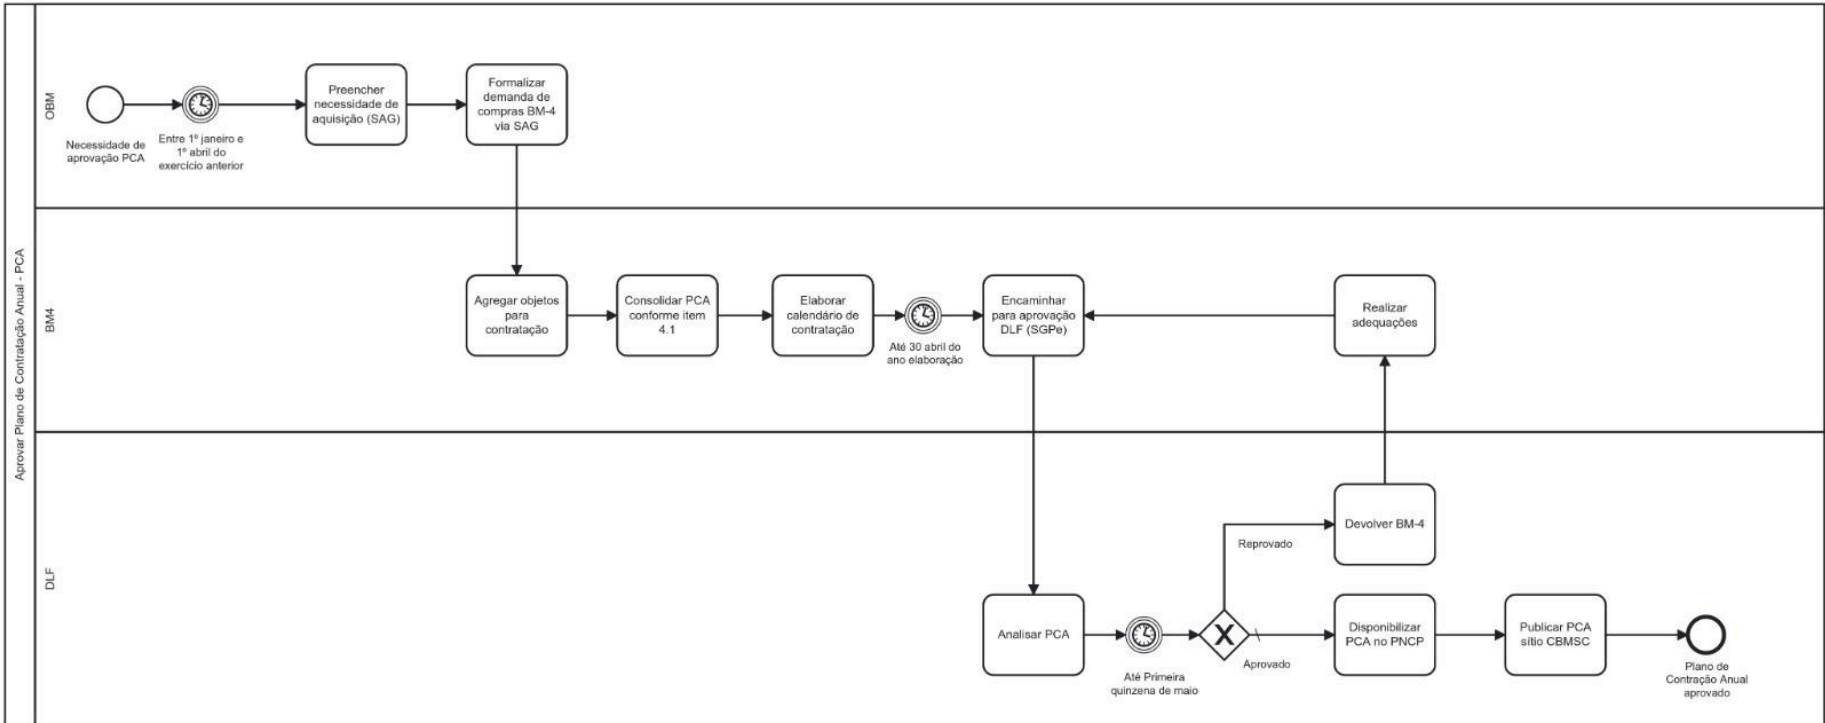 Aprovar Plano de Contratação Anual - PCA
OBM
Necessidade de
aprovação PCA
Entre 1º janeiro e
1º abril do
exercício anterior
Preencher
necessidade de
aquisição (SAG)
Formalizar
demanda de
compras BM-4
via SAG
BM4
Agregar objetos
para
contratação
Consolidar PCA
conforme item
4.1
Elaborar
calendário de
contratação
Até 30 abril do
ano elaboração
Encaminhar
para aprovação
DLF (SGPe)
Realizar
adequações
DLF
Analisar PCA
Até Primeira
quinzena de maio
X
Reprovado
Devolver BM-4
Aprovado
Disponibilizar
PCA no PNCP
Publicar PCA
sítio CBMSC
Plano de
Contração Anual
aprovado